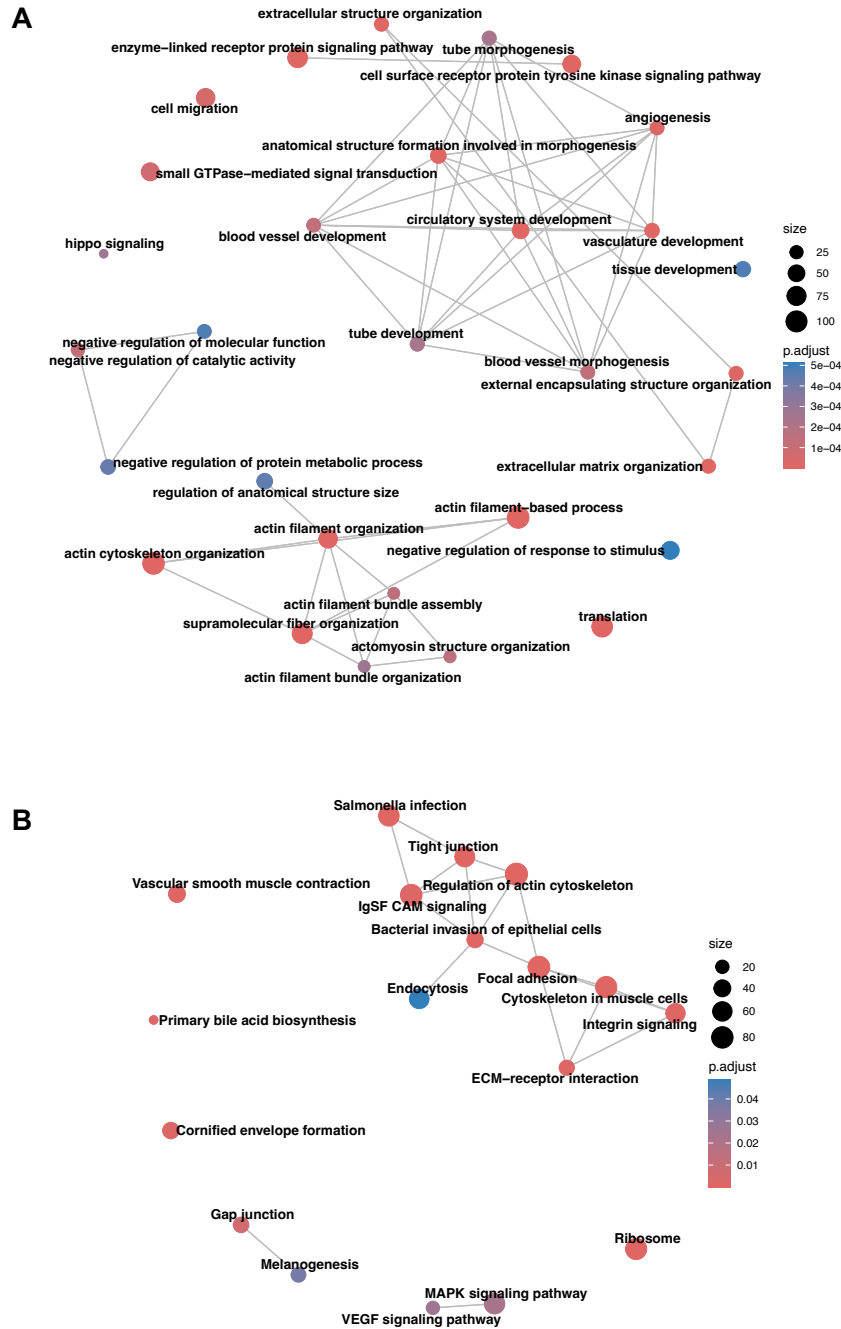 A
extracellular structure organization
enzyme−linked receptor protein signaling pathway
tube morphogenesis
cell surface receptor protein tyrosine kinase signaling pathway
cell migration
angiogenesis
anatomical structure formation involved in morphogenesis
small GTPase−mediated signal transduction
circulatory system development
blood vessel development
vasculature development
hippo signaling
tissue development
size
25
50
75
100
tube development
negative regulation of molecular function
negative regulation of catalytic activity
blood vessel morphogenesis
external encapsulating structure organization
p.adjust
5e−04
4e−04
3e−04
2e−04
1e−04
negative regulation of protein metabolic process
extracellular matrix organization
regulation of anatomical structure size
actin filament−based process
actin filament organization
actin cytoskeleton organization
negative regulation of response to stimulus
actin filament bundle assembly
supramolecular fiber organization
translation
actomyosin structure organization
actin filament bundle organization
B
Salmonella infection
Tight junction
Vascular smooth muscle contraction
Regulation of actin cytoskeleton
IgSF CAM signaling
Bacterial invasion of epithelial cells
Focal adhesion
Endocytosis
Cytoskeleton in muscle cells
Primary bile acid biosynthesis
Integrin signaling
ECM−receptor interaction
size
20
40
60
80
p.adjust
0.04
0.03
0.02
0.01
Cornified envelope formation
Gap junction
Ribosome
Melanogenesis
MAPK signaling pathway
VEGF signaling pathway